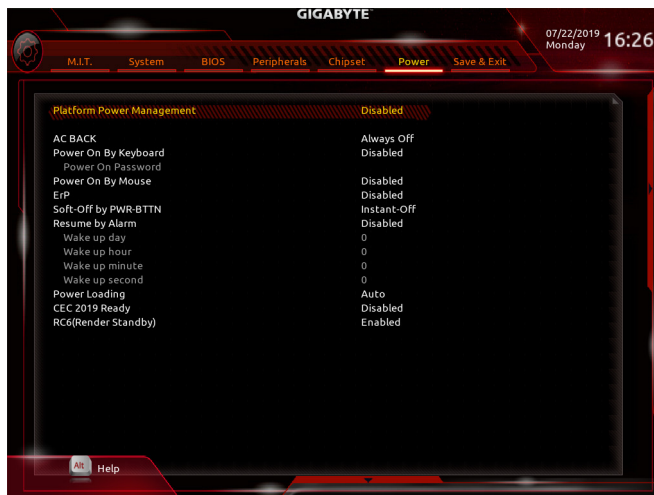 GIGABYTE™
07/22/2019 Monday 16:26
M.I.T. System BIOS Peripherals Chipset Power Save & Exit
Platform Power Management Disabled
AC BACK Always Off
Power On By Keyboard Disabled
Power On Password
Power On By Mouse Disabled
ErP Disabled
Soft-Off by PWR-BTTN Instant-Off
Resume by Alarm Disabled
Wake up day 0
Wake up hour 0
Wake up minute 0
Wake up second 0
Power Loading Auto
CEC 2019 Ready Disabled
RC6(Render Standby) Enabled
Alt Help